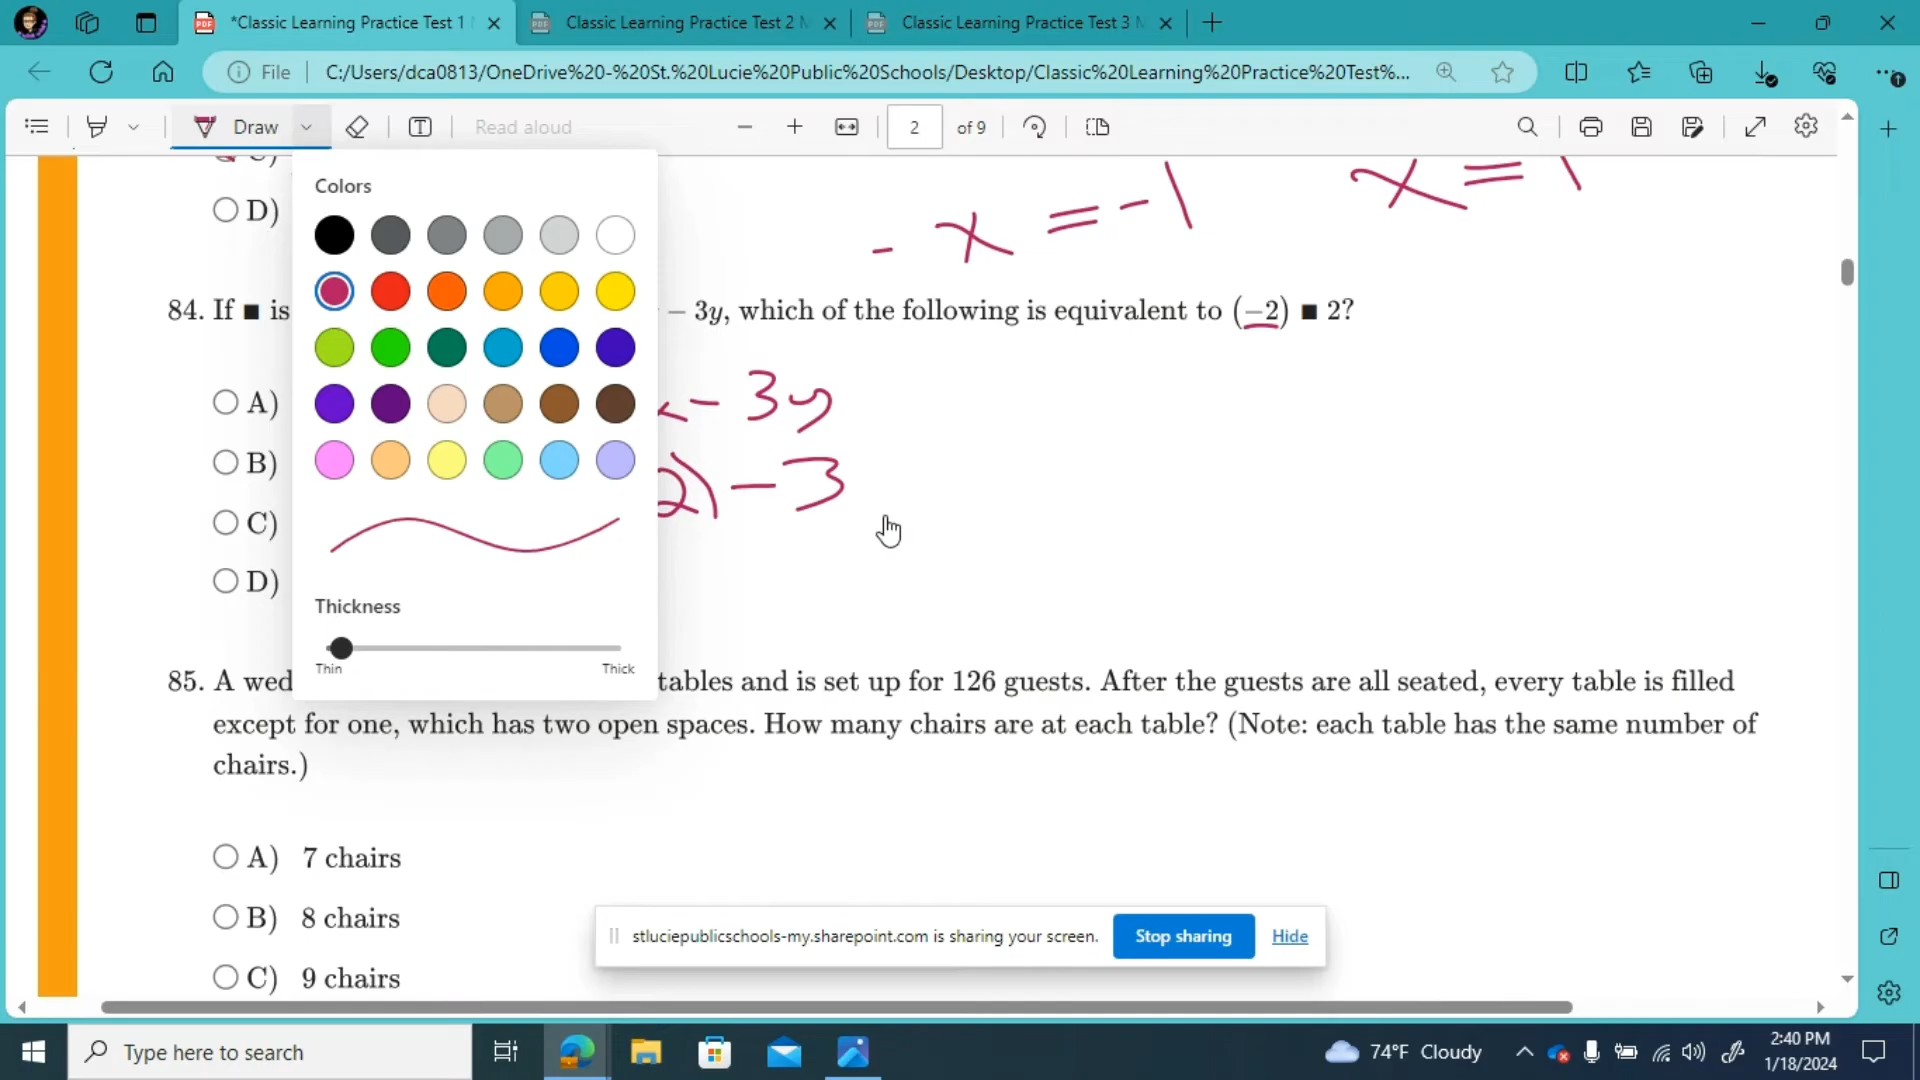 *Classic Learning Practice Test 1
Classic Learning Practice Test 2 M
Classic Learning Practice Test 3 M
File
C:/Users/dca0813/OneDrive%20-%20St.%20Lucie%20Public%20Schools/Desktop/Classic%20Learning%20Practice%20Test%...
Draw
Read aloud
2 of 9
Colors
D)
- x = -1
x = 1
84. If ■ is
− 3y, which of the following is equivalent to (−2) ■ 2?
A)
- 3y
B)
2) - 3
C)
D)
Thickness
Thin
Thick
85. A wed
tables and is set up for 126 guests. After the guests are all seated, every table is filled
except for one, which has two open spaces. How many chairs are at each table? (Note: each table has the same number of
chairs.)
A) 7 chairs
B) 8 chairs
C) 9 chairs
stluciepublicschools-my.sharepoint.com is sharing your screen.
Stop sharing
Hide
Type here to search
74°F Cloudy
2:40 PM
1/18/2024